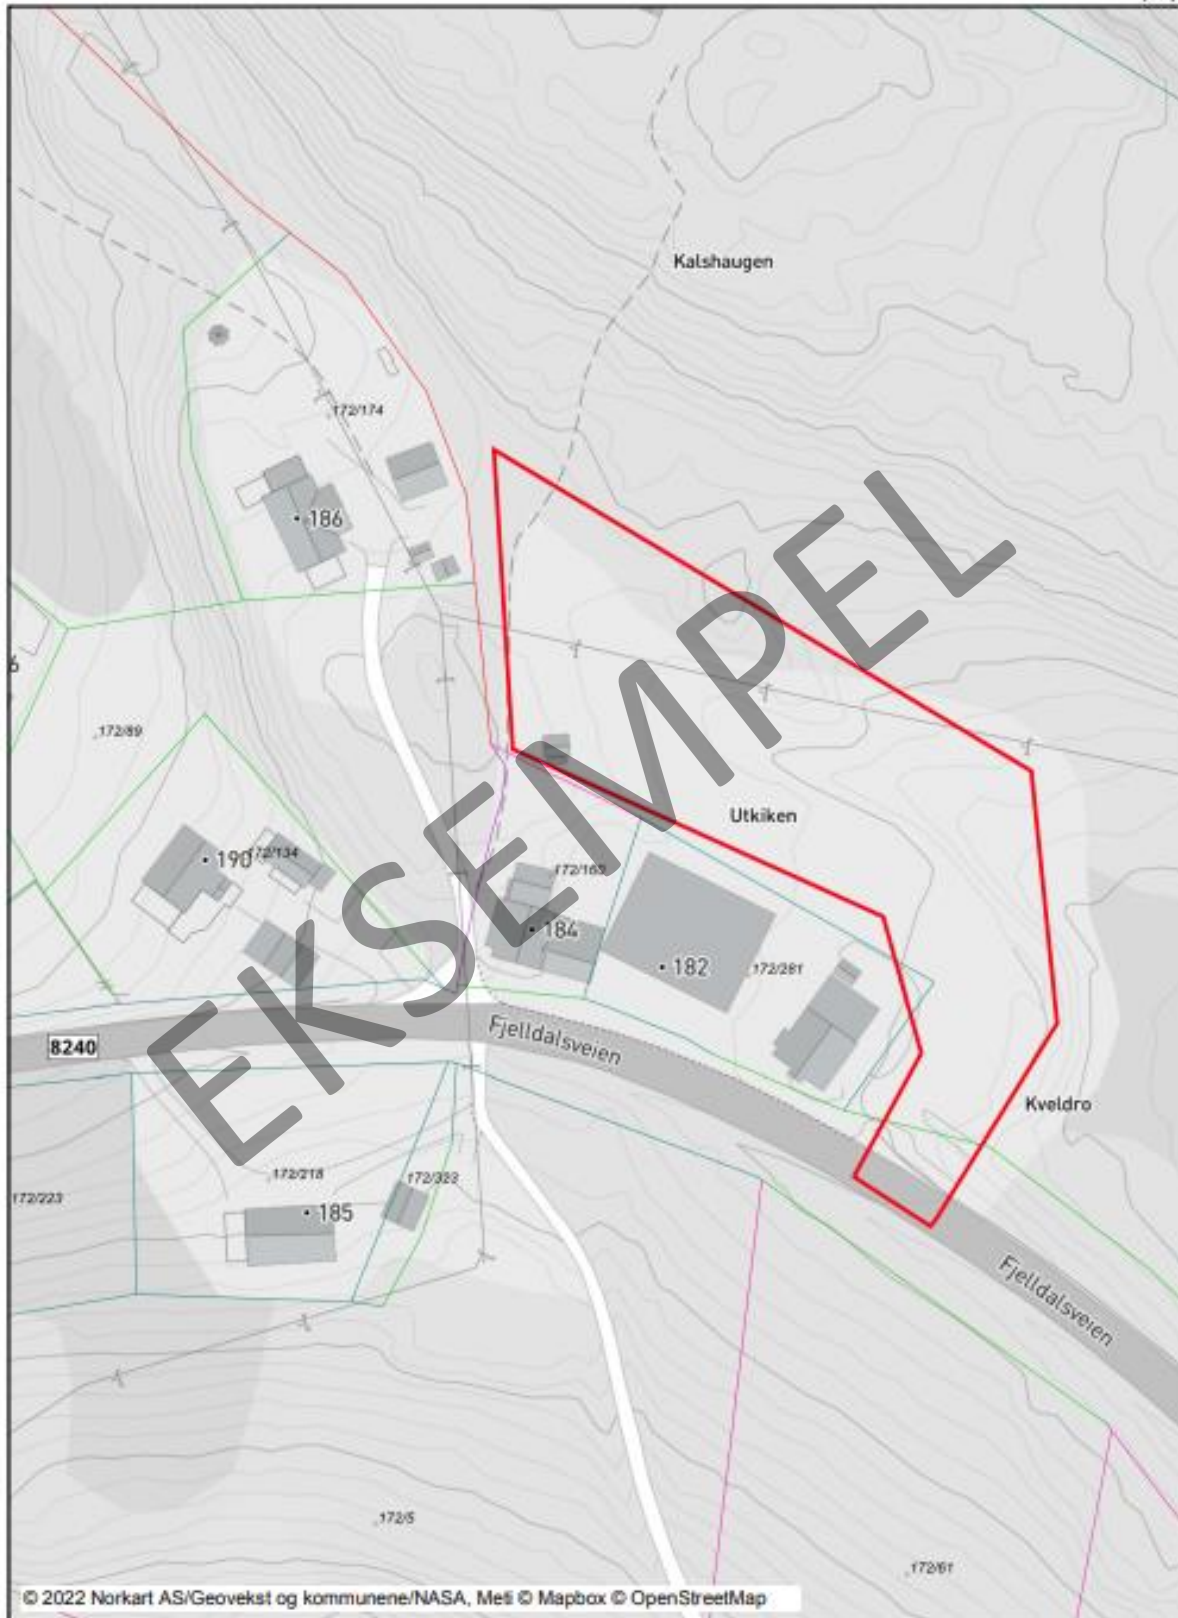 Kalshaugen
172/174
186
6
172/89
Utkiken
190
172/134
172/165
184
182
172/281
8240
Fjelldalsveien
Kveldro
172/218
172/323
172/223
185
Fjelldalsveien
172/5
172/61
EKSEMPEL
© 2022 Norkart AS/Geovekst og kommunene/NASA, Meti © Mapbox © OpenStreetMap